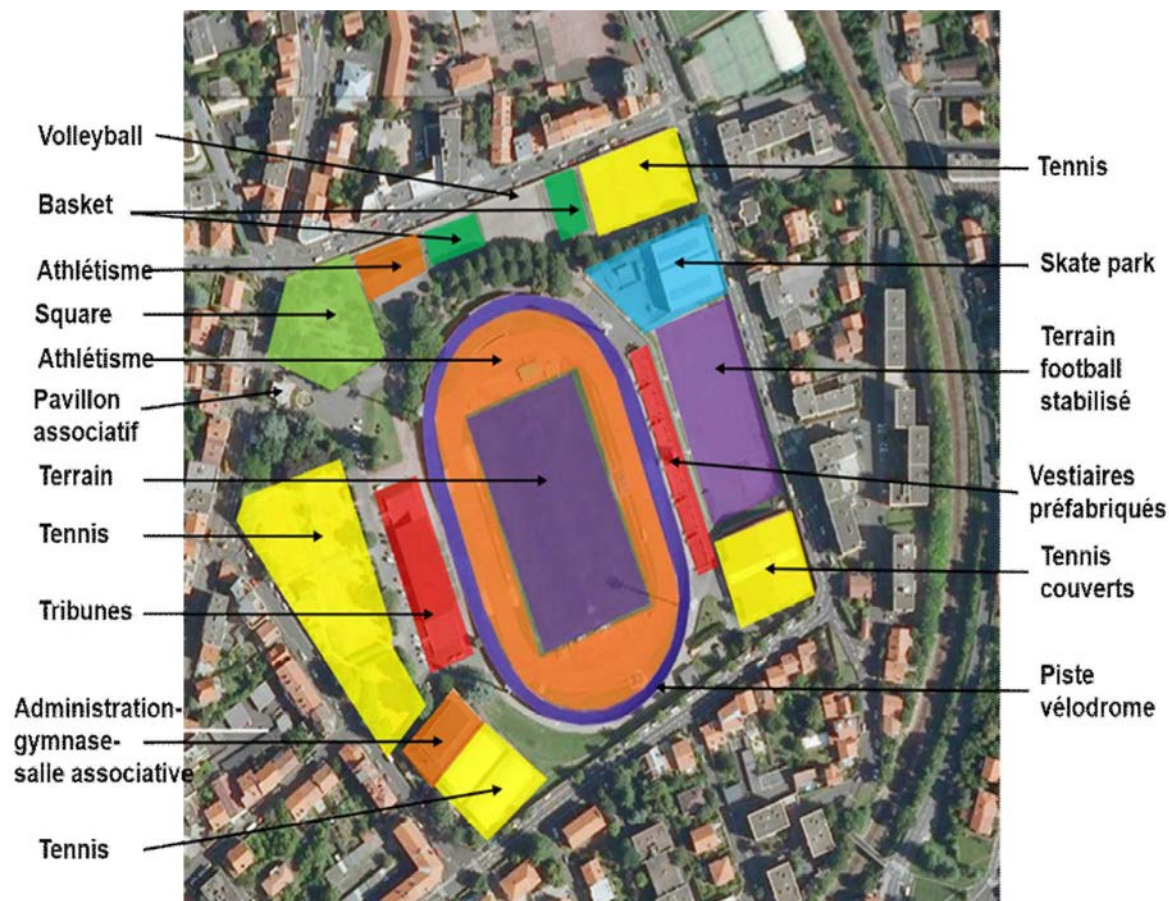 Volleyball
Basket
Athlétisme
Square
Athlétisme
Pavillon
associatif
Terrain
Tennis
Tribunes
Administration-
gymnase-
salle associative
Tennis
Tennis
Skate park
Terrain
football
stabilisé
Vestiaires
préfabriqués
Tennis
couverts
Piste
vélodrome